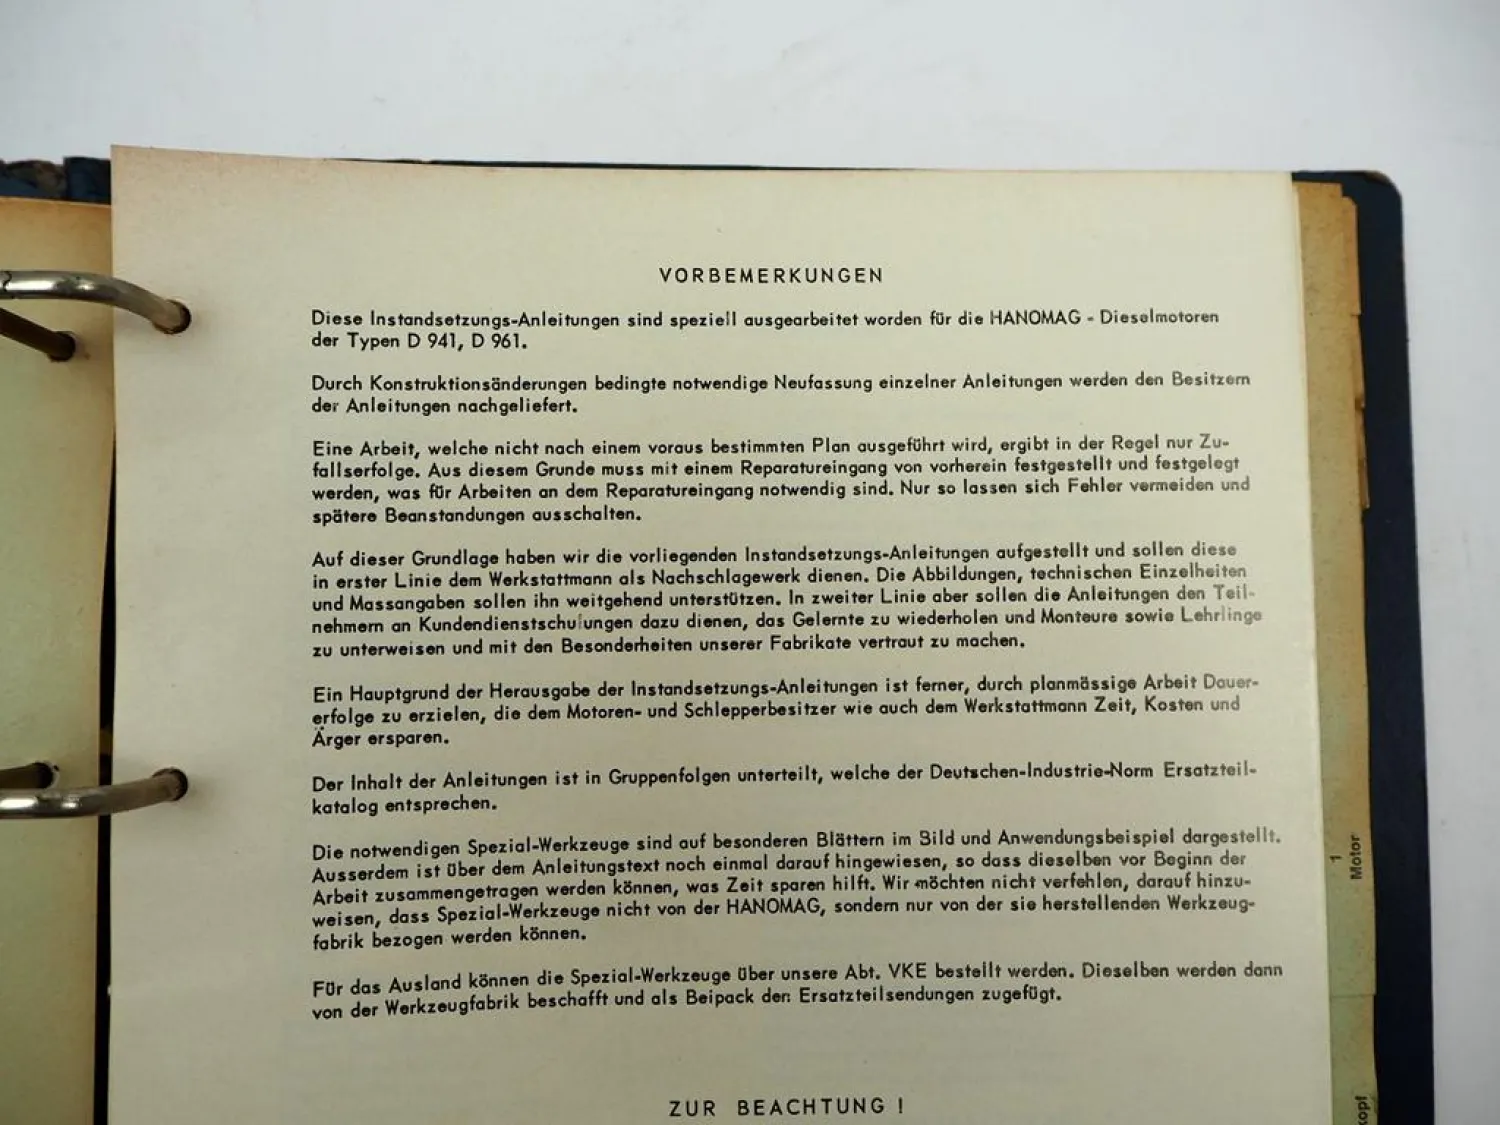 VORBEMERKUNGEN
Diese Instandsetzungs-Anleitungen sind speziell ausgearbeitet worden für die HANOMAG - Dieselmotoren
der Typen D 941, D 961.
Durch Konstruktionsänderungen bedingte notwendige Neufassung einzelner Anleitungen werden den Besitzern
der Anleitungen nachgeliefert.
Eine Arbeit, welche nicht nach einem voraus bestimmten Plan ausgeführt wird, ergibt in der Regel nur Zu-
fallserfolge. Aus diesem Grunde muss mit einem Reparatureingang von vorherein festgestellt und festgelegt
werden, was für Arbeiten an dem Reparatureingang notwendig sind. Nur so lassen sich Fehler vermeiden und
spätere Beanstandungen ausschalten.
Auf dieser Grundlage haben wir die vorliegenden Instandsetzungs-Anleitungen aufgestellt und sollen diese
in erster Linie dem Werkstattmann als Nachschlagewerk dienen. Die Abbildungen, technischen Einzelheiten
und Massangaben sollen ihn weitgehend unterstützen. In zweiter Linie aber sollen die Anleitungen den Teil-
nehmern an Kundendienstschulungen dazu dienen, das Gelernte zu wiederholen und Monteure sowie Lehrlinge
zu unterweisen und mit den Besonderheiten unserer Fabrikate vertraut zu machen.
Ein Hauptgrund der Herausgabe der Instandsetzungs-Anleitungen ist ferner, durch planmässige Arbeit Dauer-
erfolge zu erzielen, die dem Motoren- und Schlepperbesitzer wie auch dem Werkstattmann Zeit, Kosten und
Ärger ersparen.
Der Inhalt der Anleitungen ist in Gruppenfolgen unterteilt, welche der Deutschen-Industrie-Norm Ersatzteil-
katalog entsprechen.
Die notwendigen Spezial-Werkzeuge sind auf besonderen Blättern im Bild und Anwendungsbeispiel dargestellt.
Ausserdem ist über dem Anleitungstext noch einmal darauf hingewiesen, so dass dieselben vor Beginn der
Arbeit zusammengetragen werden können, was Zeit sparen hilft. Wir möchten nicht verfehlen, darauf hinzu-
weisen, dass Spezial-Werkzeuge nicht von der HANOMAG, sondern nur von der sie herstellenden Werkzeug-
fabrik bezogen werden können.
Für das Ausland können die Spezial-Werkzeuge über unsere Abt. VKE bestellt werden. Dieselben werden dann
von der Werkzeugfabrik beschafft und als Beipack den Ersatzteilsendungen zugefügt.
ZUR BEACHTUNG !
1
Motor
kopf